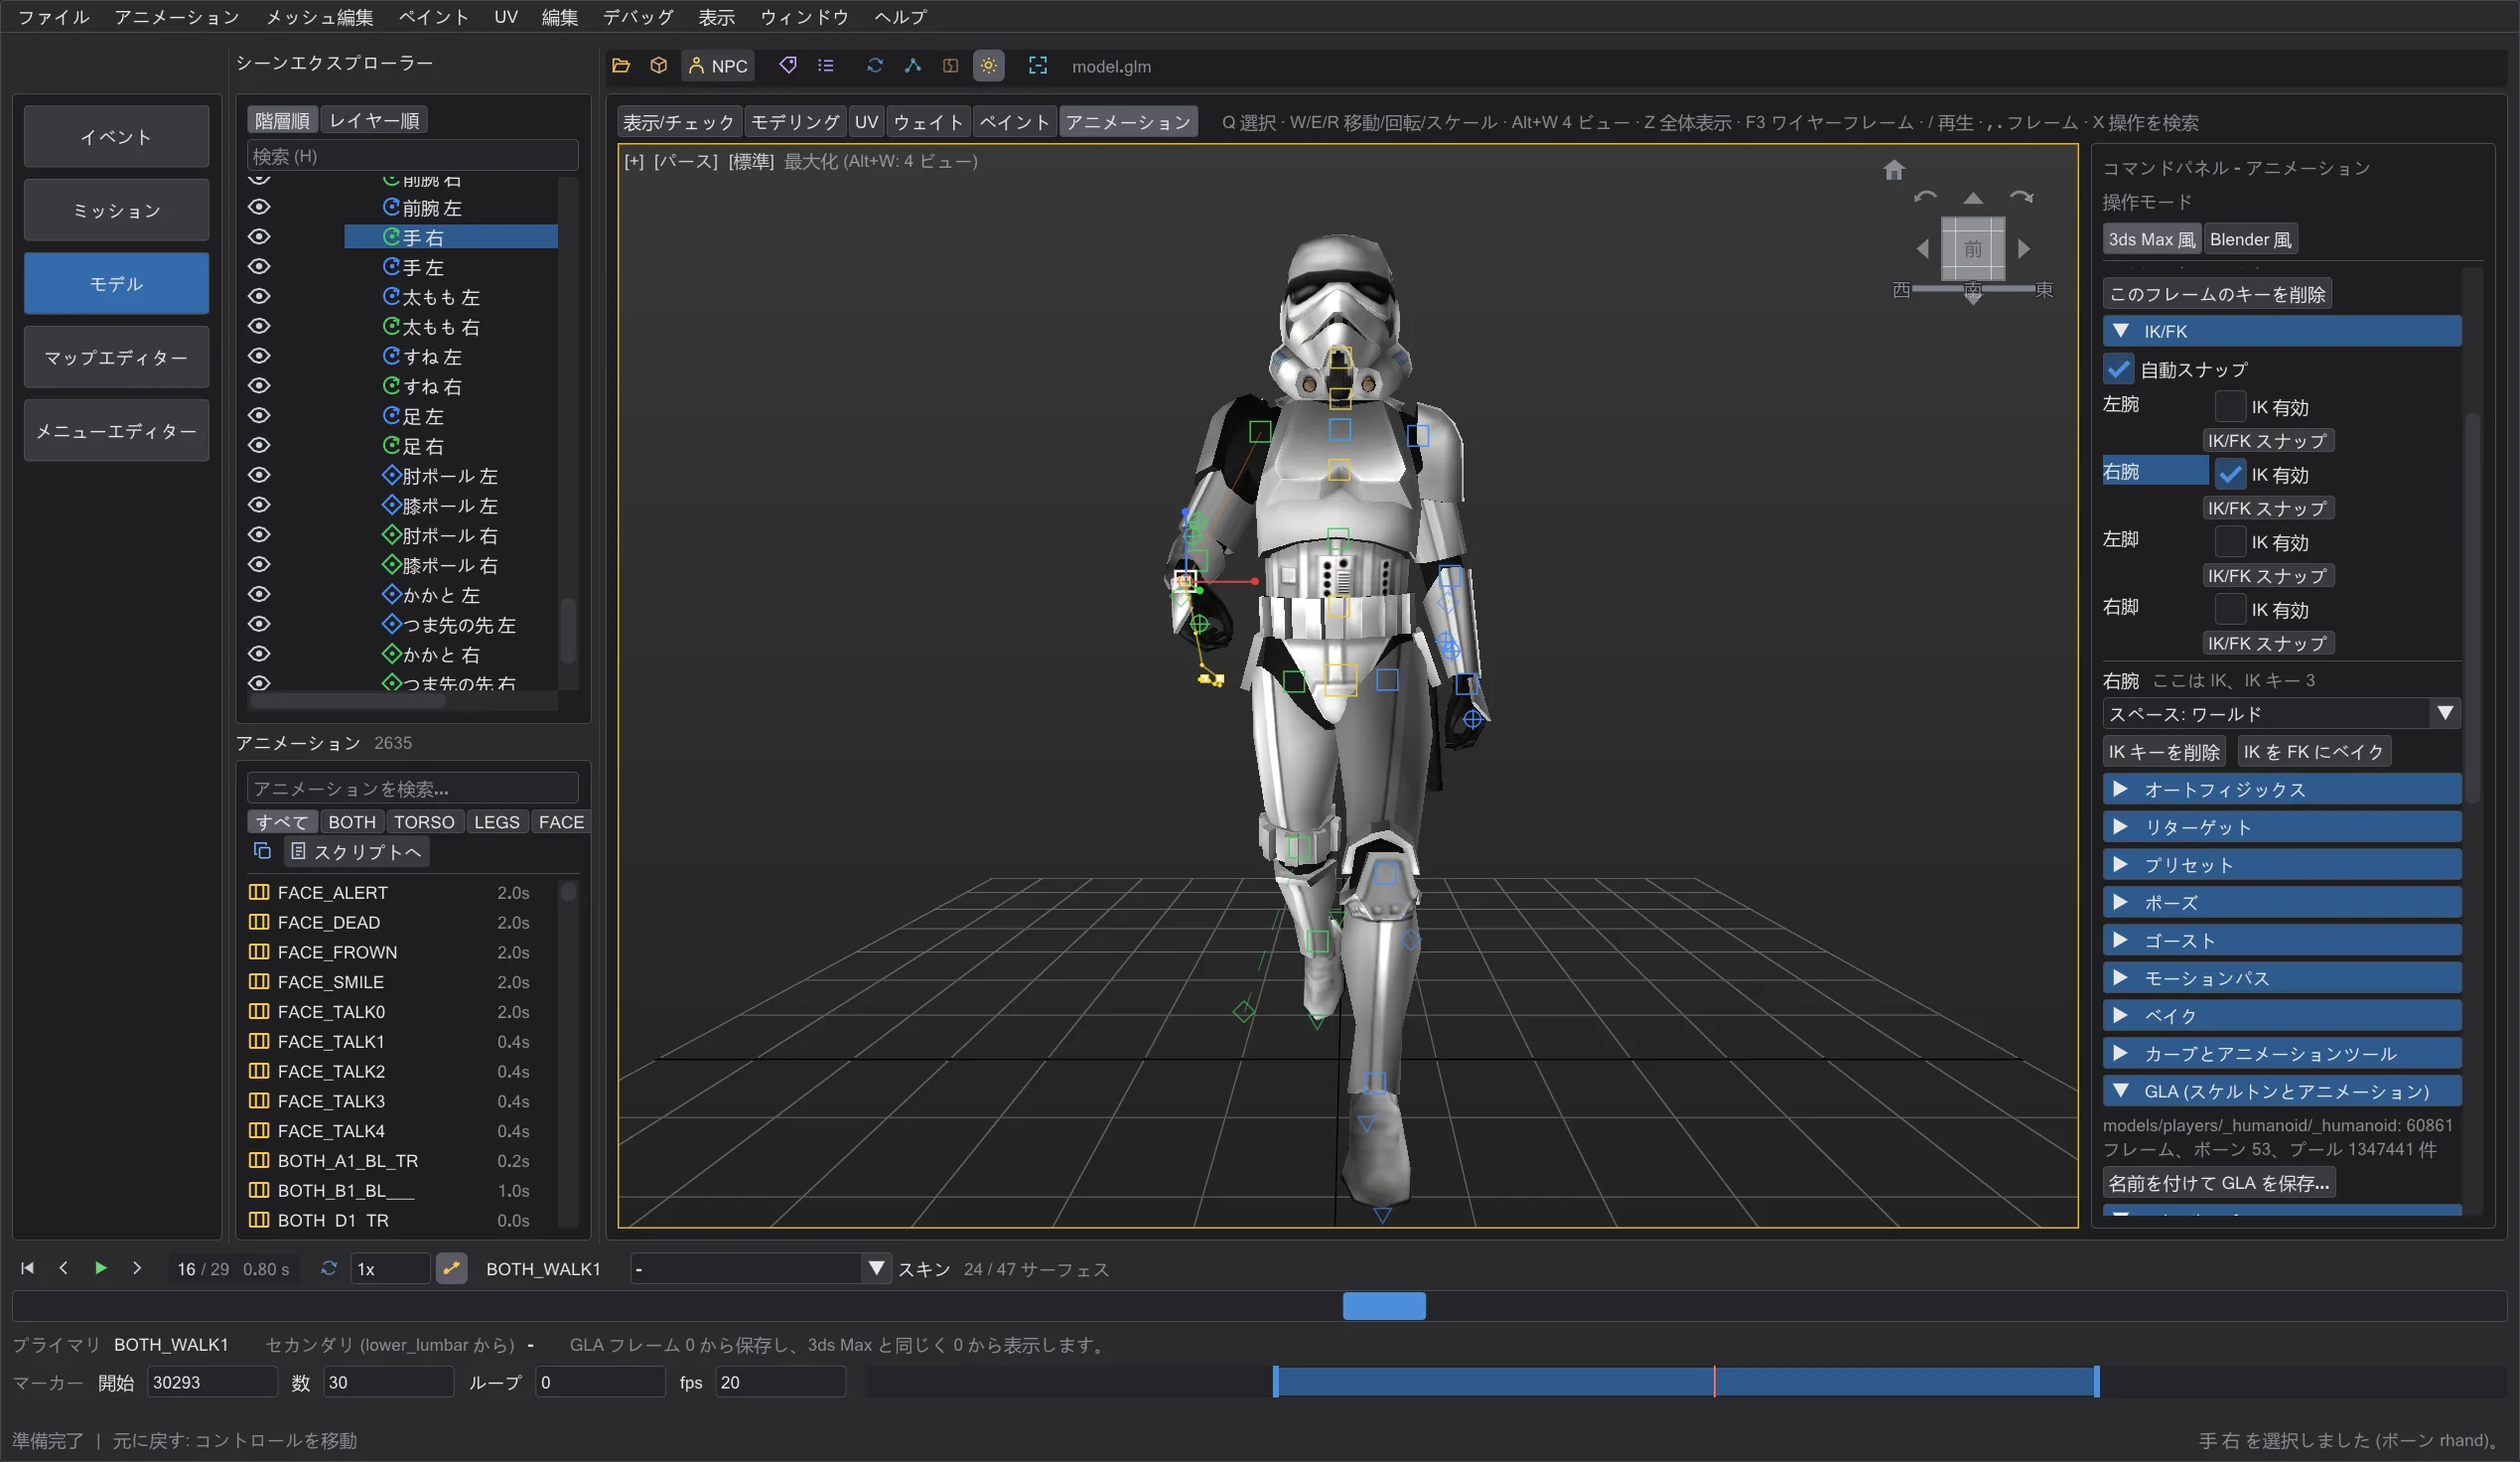 ファイル アニメーション メッシュ編集 ペイント UV 編集 デバッグ 表示 ウィンドウ ヘルプ
イベント
ミッション
モデル
マップエディター
メニューエディター
シーンエクスプローラー
階層順 レイヤー順
検索 (H)
前腕 右
前腕 左
手 右
手 左
太もも 左
太もも 右
すね 左
すね 右
足 左
足 右
肘ポール 左
膝ポール 左
肘ポール 右
膝ポール 右
かかと 左
つま先の先 左
かかと 右
つま先の先 右
アニメーション 2635
アニメーションを検索...
すべて BOTH TORSO LEGS FACE
スクリプトへ
FACE_ALERT 2.0s
FACE_DEAD 2.0s
FACE_FROWN 2.0s
FACE_SMILE 2.0s
FACE_TALK0 2.0s
FACE_TALK1 0.4s
FACE_TALK2 0.4s
FACE_TALK3 0.4s
FACE_TALK4 0.4s
BOTH_A1_BL_TR 0.2s
BOTH_B1_BL___ 1.0s
BOTH_D1_TR 0.0s
NPC model.glm
表示/チェック モデリング UV ウェイト ペイント アニメーション Q 選択 · W/E/R 移動/回転/スケール · Alt+W 4 ビュー · Z 全体表示 · F3 ワイヤーフレーム · / 再生 · , . フレーム · X 操作を検索
[+] [パース] [標準] 最大化 (Alt+W: 4 ビュー)
前
西 南 東
コマンドパネル - アニメーション
操作モード
3ds Max 風 Blender 風
このフレームのキーを削除
IK/FK
自動スナップ
左腕 IK 有効
IK/FK スナップ
右腕 IK 有効
IK/FK スナップ
左脚 IK 有効
IK/FK スナップ
右脚 IK 有効
IK/FK スナップ
右腕 ここは IK、IK キー 3
スペース: ワールド
IK キーを削除 IK を FK にベイク
オートフィジックス
リターゲット
プリセット
ポーズ
ゴースト
モーションパス
ベイク
カーブとアニメーションツール
GLA (スケルトンとアニメーション)
models/players/_humanoid/_humanoid: 60861
フレーム、ボーン 53、プール 1347441 件
名前を付けて GLA を保存...
16 / 29 0.80 s 1x BOTH_WALK1 - スキン 24 / 47 サーフェス
プライマリ BOTH_WALK1 セカンダリ (lower_lumbar から) - GLA フレーム 0 から保存し、3ds Max と同じく 0 から表示します。
マーカー 開始 30293 数 30 ループ 0 fps 20
準備完了 | 元に戻す: コントロールを移動
手 右 を選択しました (ボーン rhand)。